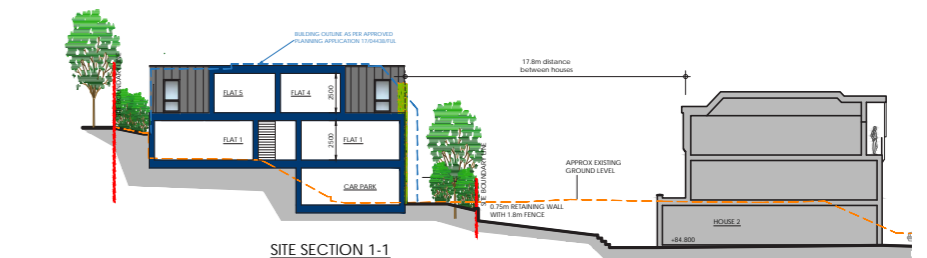 BUILDING OUTLINE AS PER APPROVED
PLANNING APPLICATION 17/04438/FUL
17.8m distance
between houses
FLAT 5
FLAT 4
2500
FLAT 1
2500
FLAT 1
CAR PARK
SITE BOUNDARY LINE
APPROX EXISTING
GROUND LEVEL
0.75m RETAINING WALL
WITH 1.8m FENCE
HOUSE 2
+84.800
SITE SECTION 1-1